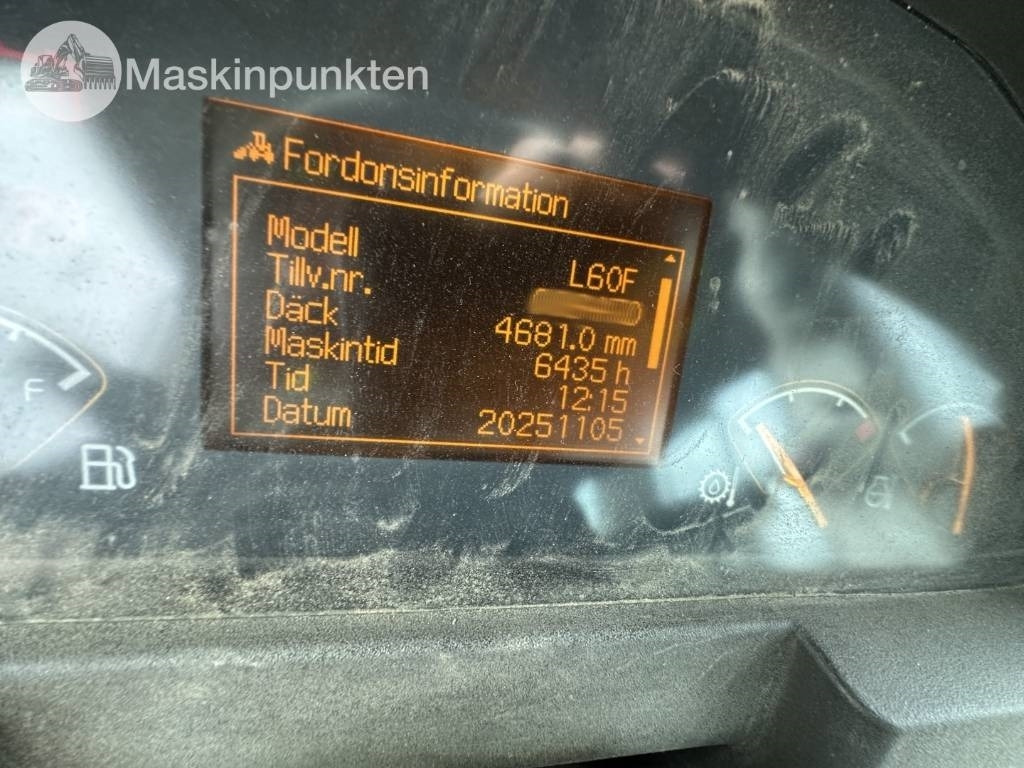 Maskinpunkten
Fordonsinformation
Modell L60F
Tillv.nr.
Däck 4681.0 mm
Maskintid 6435 h
Tid 12:15
Datum 20251105
F